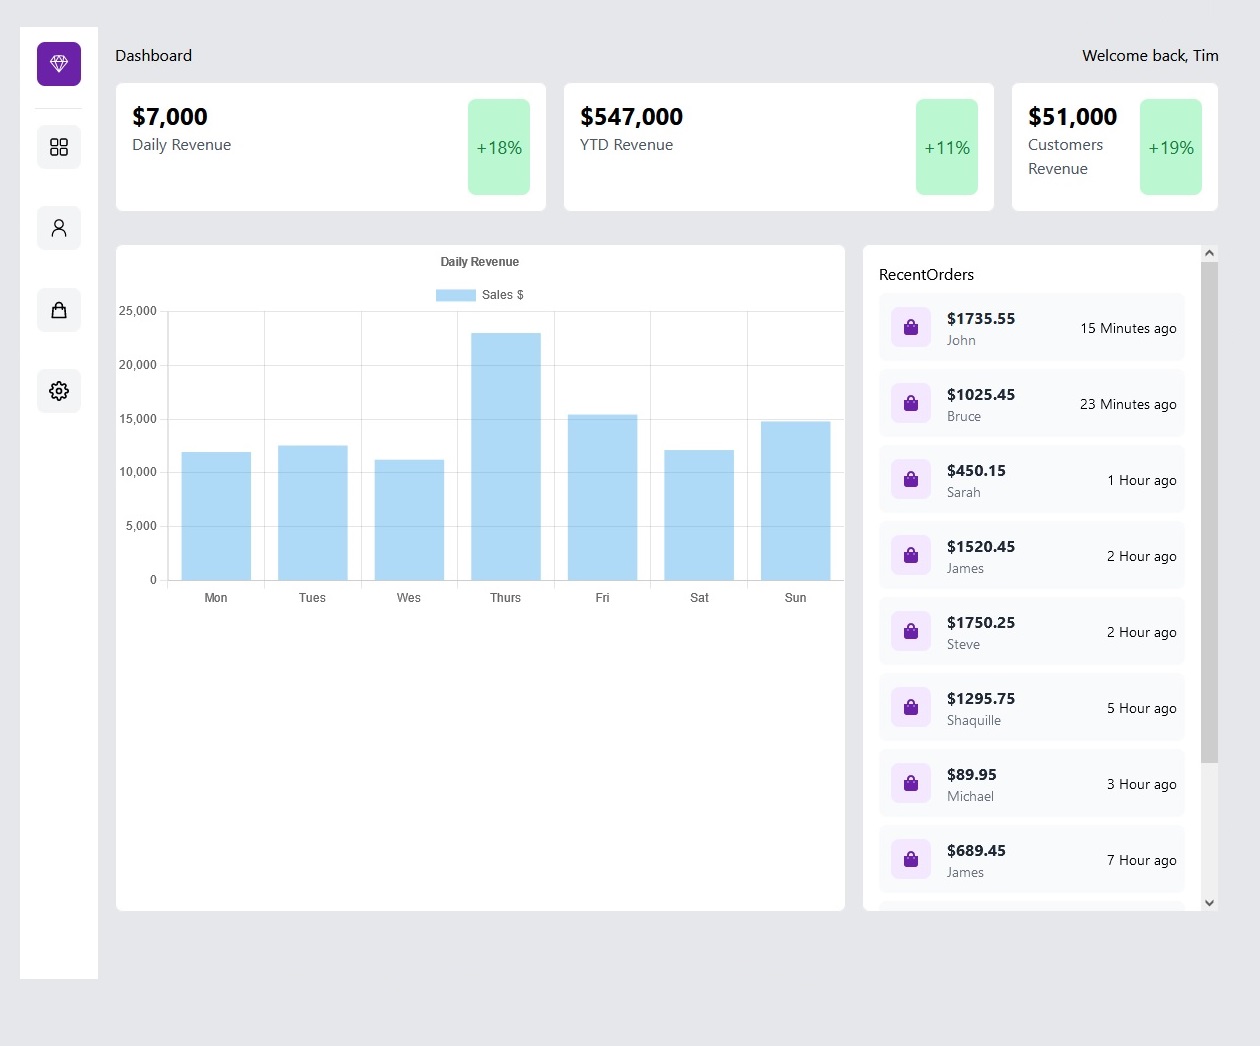 Dashboard
Welcome back, Tim
$7,000
Daily Revenue
+18%
$547,000
YTD Revenue
+11%
$51,000
Customers
Revenue
+19%
Daily Revenue
Sales $
25,000
20,000
15,000
10,000
5,000
0
Mon
Tues
Wes
Thurs
Fri
Sat
Sun
RecentOrders
$1735.55
John
15 Minutes ago
$1025.45
Bruce
23 Minutes ago
$450.15
Sarah
1 Hour ago
$1520.45
James
2 Hour ago
$1750.25
Steve
2 Hour ago
$1295.75
Shaquille
5 Hour ago
$89.95
Michael
3 Hour ago
$689.45
James
7 Hour ago